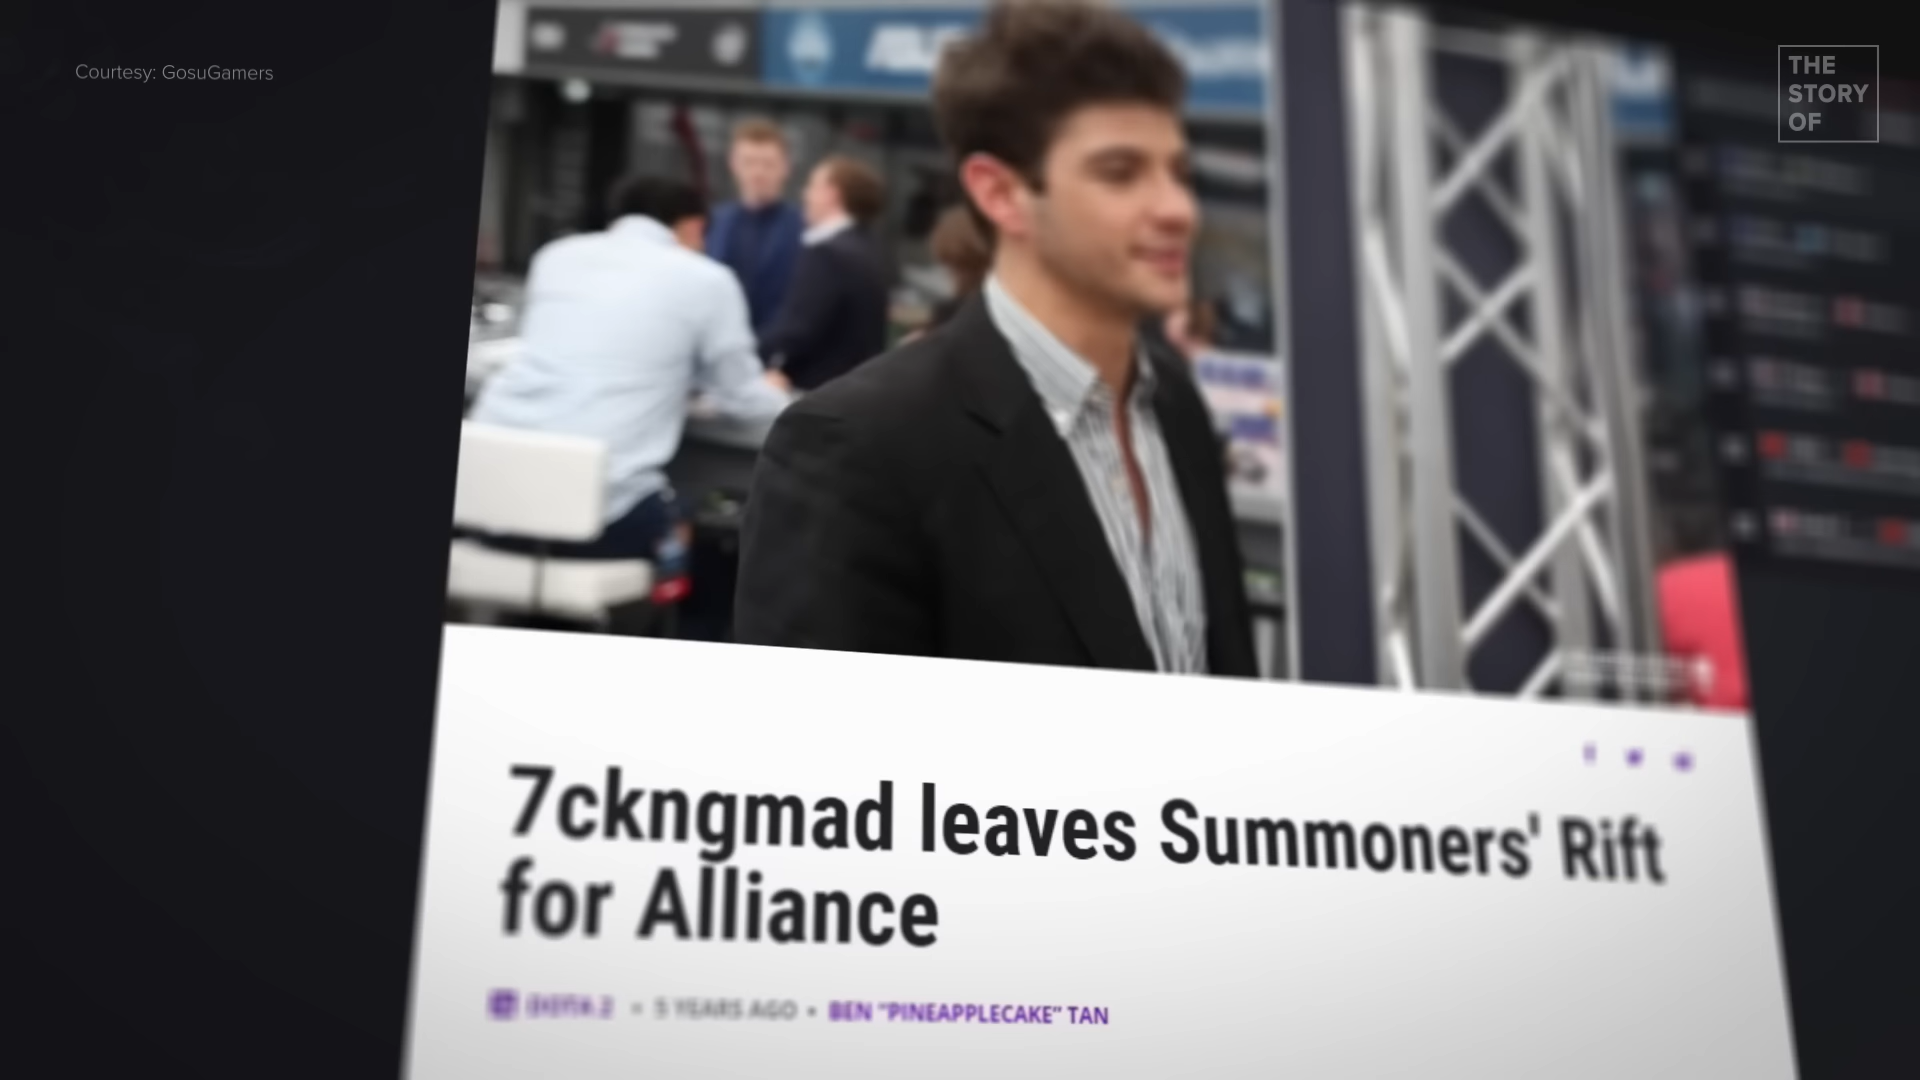 Courtesy: GosuGamers
THE
STORY
OF
7ckngmad leaves Summoners' Rift
for Alliance
DOTA 2 • 5 YEARS AGO • BEN "PINEAPPLECAKE" TAN